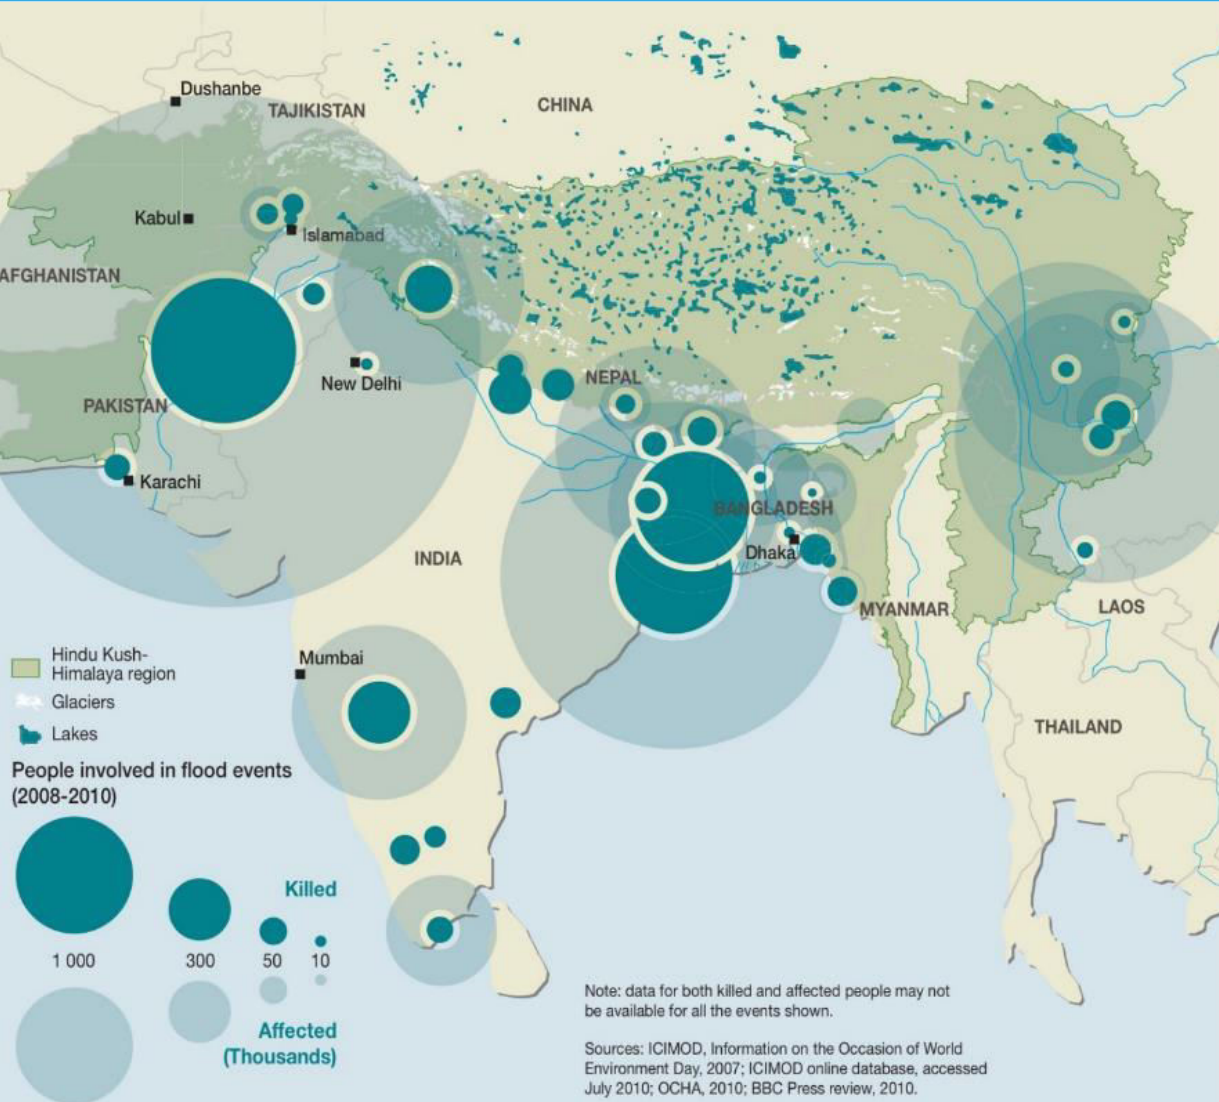 Dushanbe
TAJIKISTAN
CHINA
Kabul
Islamabad
AFGHANISTAN
New Delhi
NEPAL
PAKISTAN
Karachi
BANGLADESH
Dhaka
INDIA
MYANMAR
LAOS
Mumbai
THAILAND
Hindu Kush-
Himalaya region
Glaciers
Lakes
People involved in flood events
(2008-2010)
Killed
1 000
300
50
10
Affected
(Thousands)
Note: data for both killed and affected people may not
be available for all the events shown.
Sources: ICIMOD, Information on the Occasion of World
Environment Day, 2007; ICIMOD online database, accessed
July 2010; OCHA, 2010; BBC Press review, 2010.